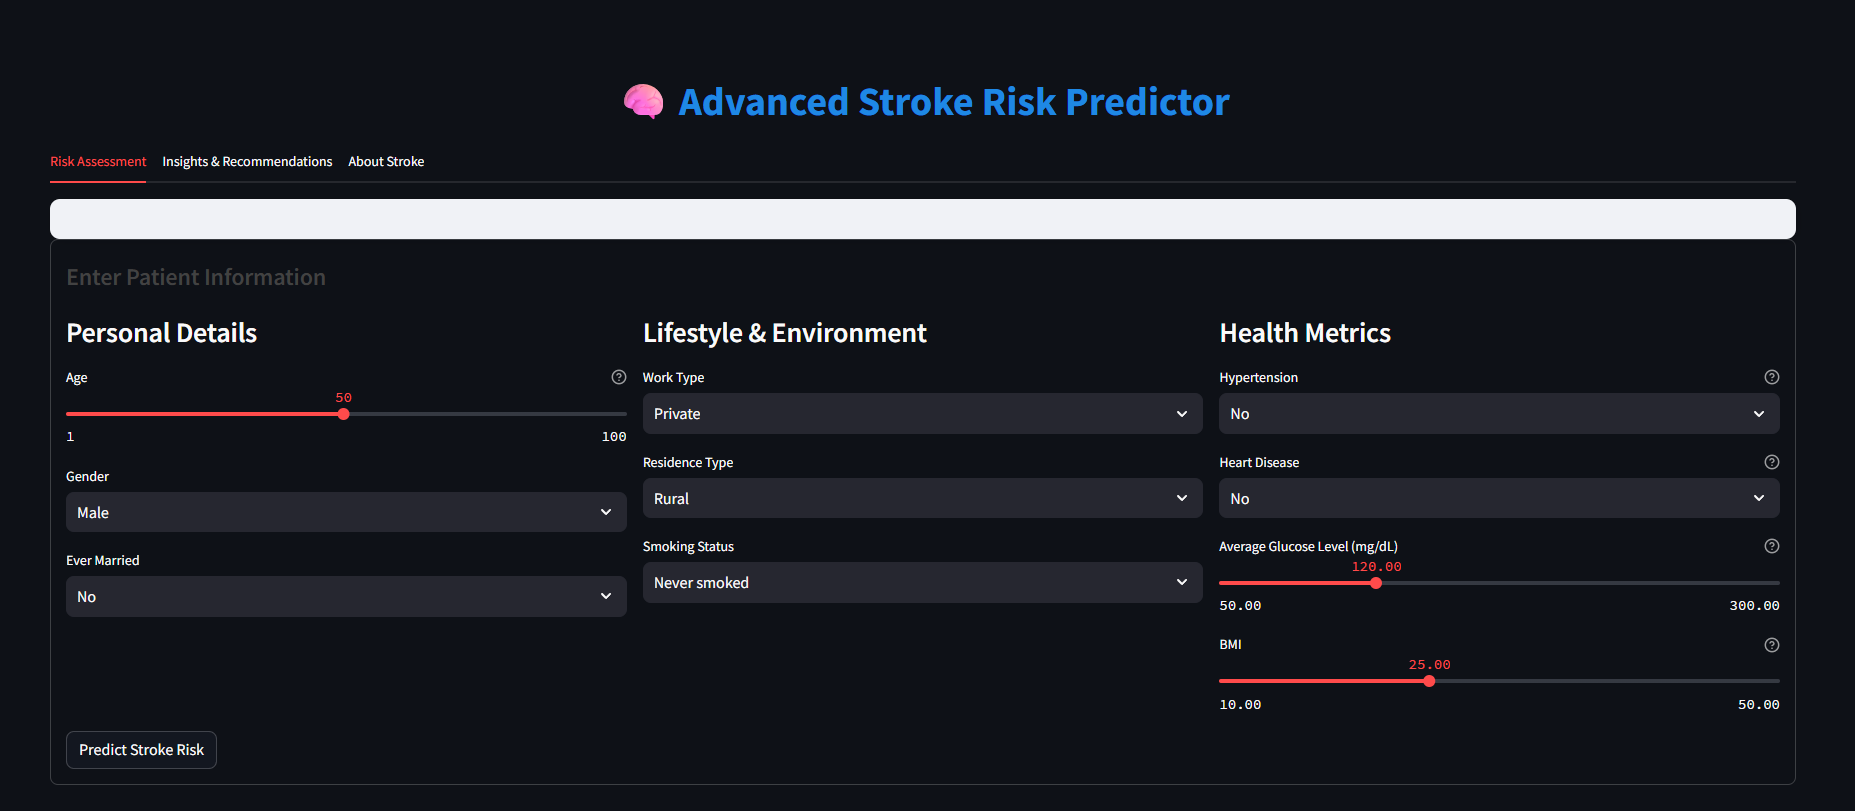 🧠 Advanced Stroke Risk Predictor
Risk Assessment Insights & Recommendations About Stroke
Enter Patient Information
Personal Details
Age
50
1 100
Gender
Male
Ever Married
No
Lifestyle & Environment
Work Type
Private
Residence Type
Rural
Smoking Status
Never smoked
Health Metrics
Hypertension
No
Heart Disease
No
Average Glucose Level (mg/dL)
120.00
50.00 300.00
BMI
25.00
10.00 50.00
Predict Stroke Risk